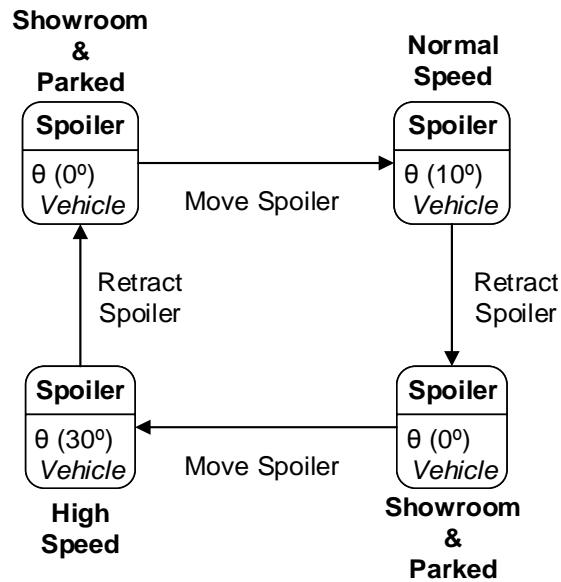 Showroom
&
Parked
Normal
Speed
Spoiler
θ (0º)
Vehicle
Move Spoiler
Spoiler
θ (10º)
Vehicle
Retract
Spoiler
Retract
Spoiler
Spoiler
θ (30º)
Vehicle
Move Spoiler
Spoiler
θ (0º)
Vehicle
High
Speed
Showroom
&
Parked